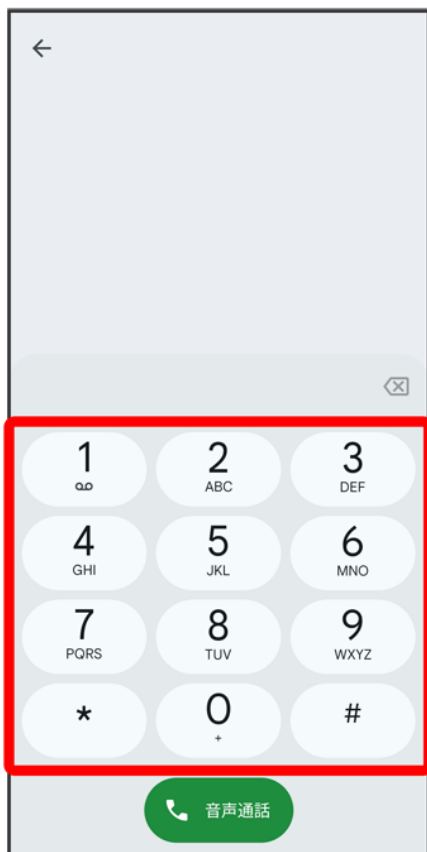 1 2 3
ABC DEF
4 5 6
GHI JKL MNO
7 8 9
PQRS TUV WXYZ
* 0 #
+
音声通話